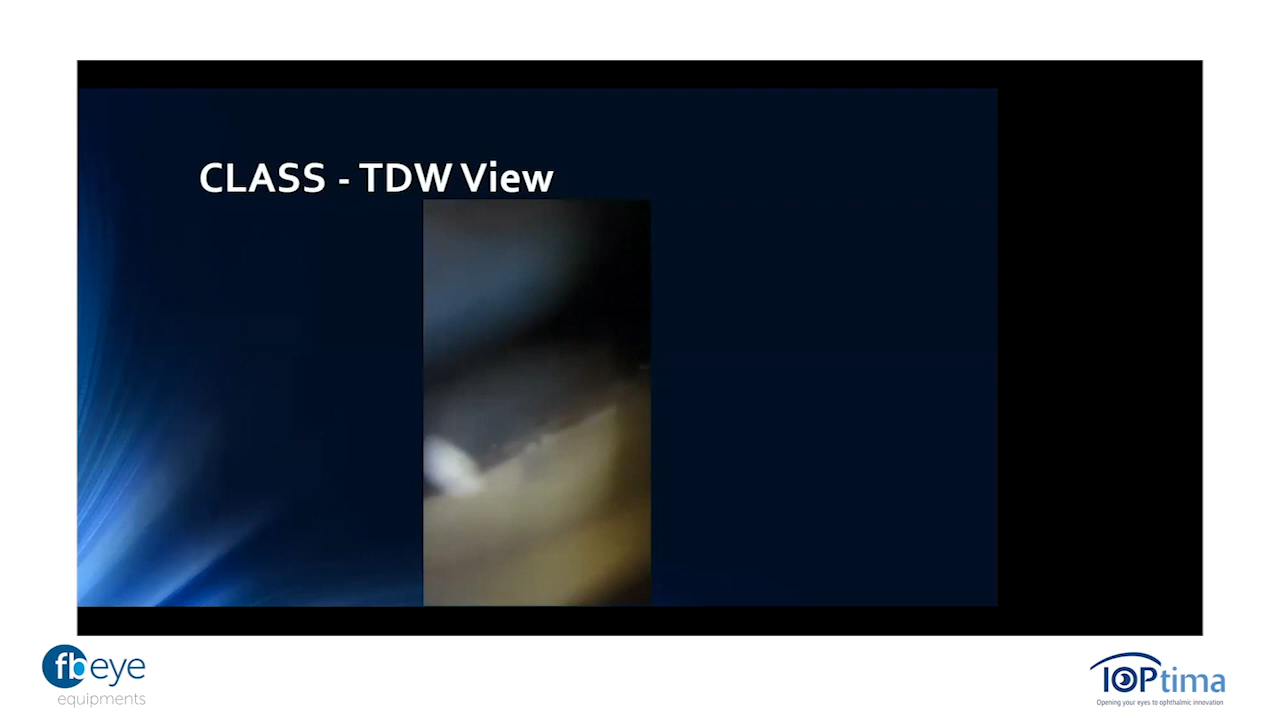 CLASS - TDW View
fbeye
equipments
IOPtima
Opening your eyes to ophthalmic innovation